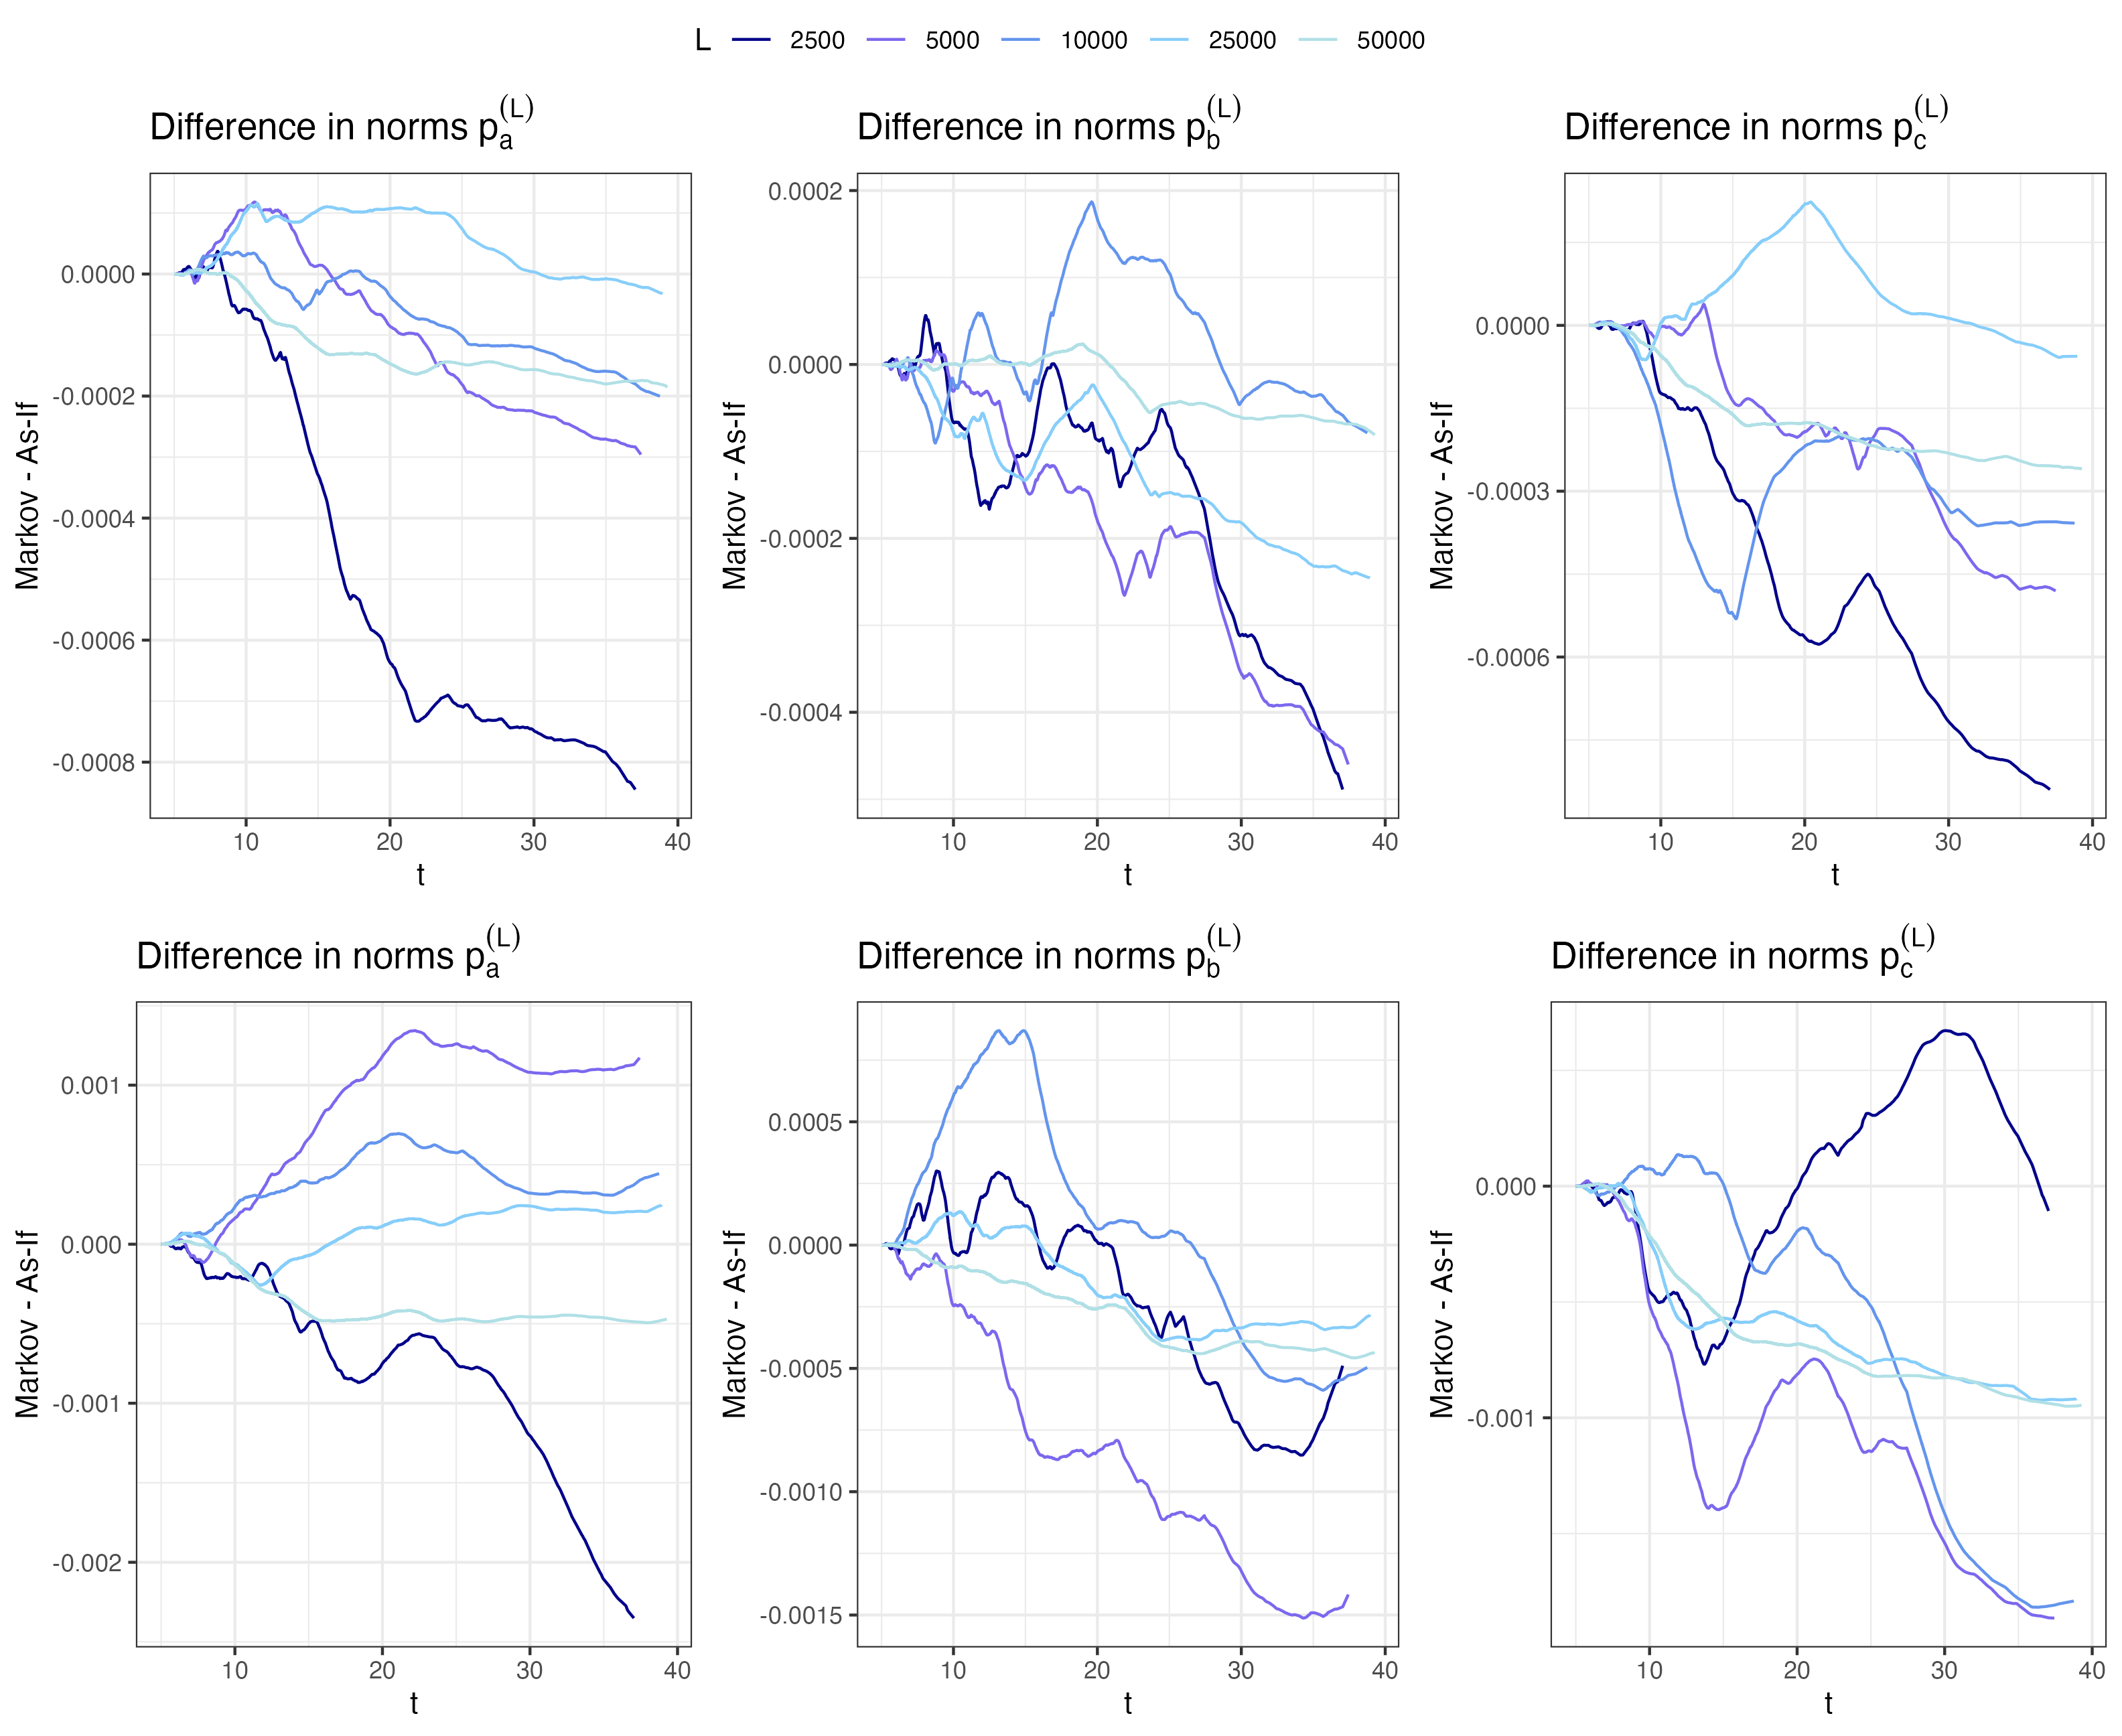 L 2500 5000 10000 25000 50000
Difference in norms p_a^(L)
Difference in norms p_b^(L)
Difference in norms p_c^(L)
Markov - As-If
0.0000
-0.0002
-0.0004
-0.0006
-0.0008
10 20 30 40
t
Markov - As-If
0.0002
0.0000
-0.0002
-0.0004
10 20 30 40
t
Markov - As-If
0.0000
-0.0003
-0.0006
10 20 30 40
t
Difference in norms p_a^(L)
Difference in norms p_b^(L)
Difference in norms p_c^(L)
Markov - As-If
0.001
0.000
-0.001
-0.002
10 20 30 40
t
Markov - As-If
0.0005
0.0000
-0.0005
-0.0010
-0.0015
10 20 30 40
t
Markov - As-If
0.000
-0.001
10 20 30 40
t